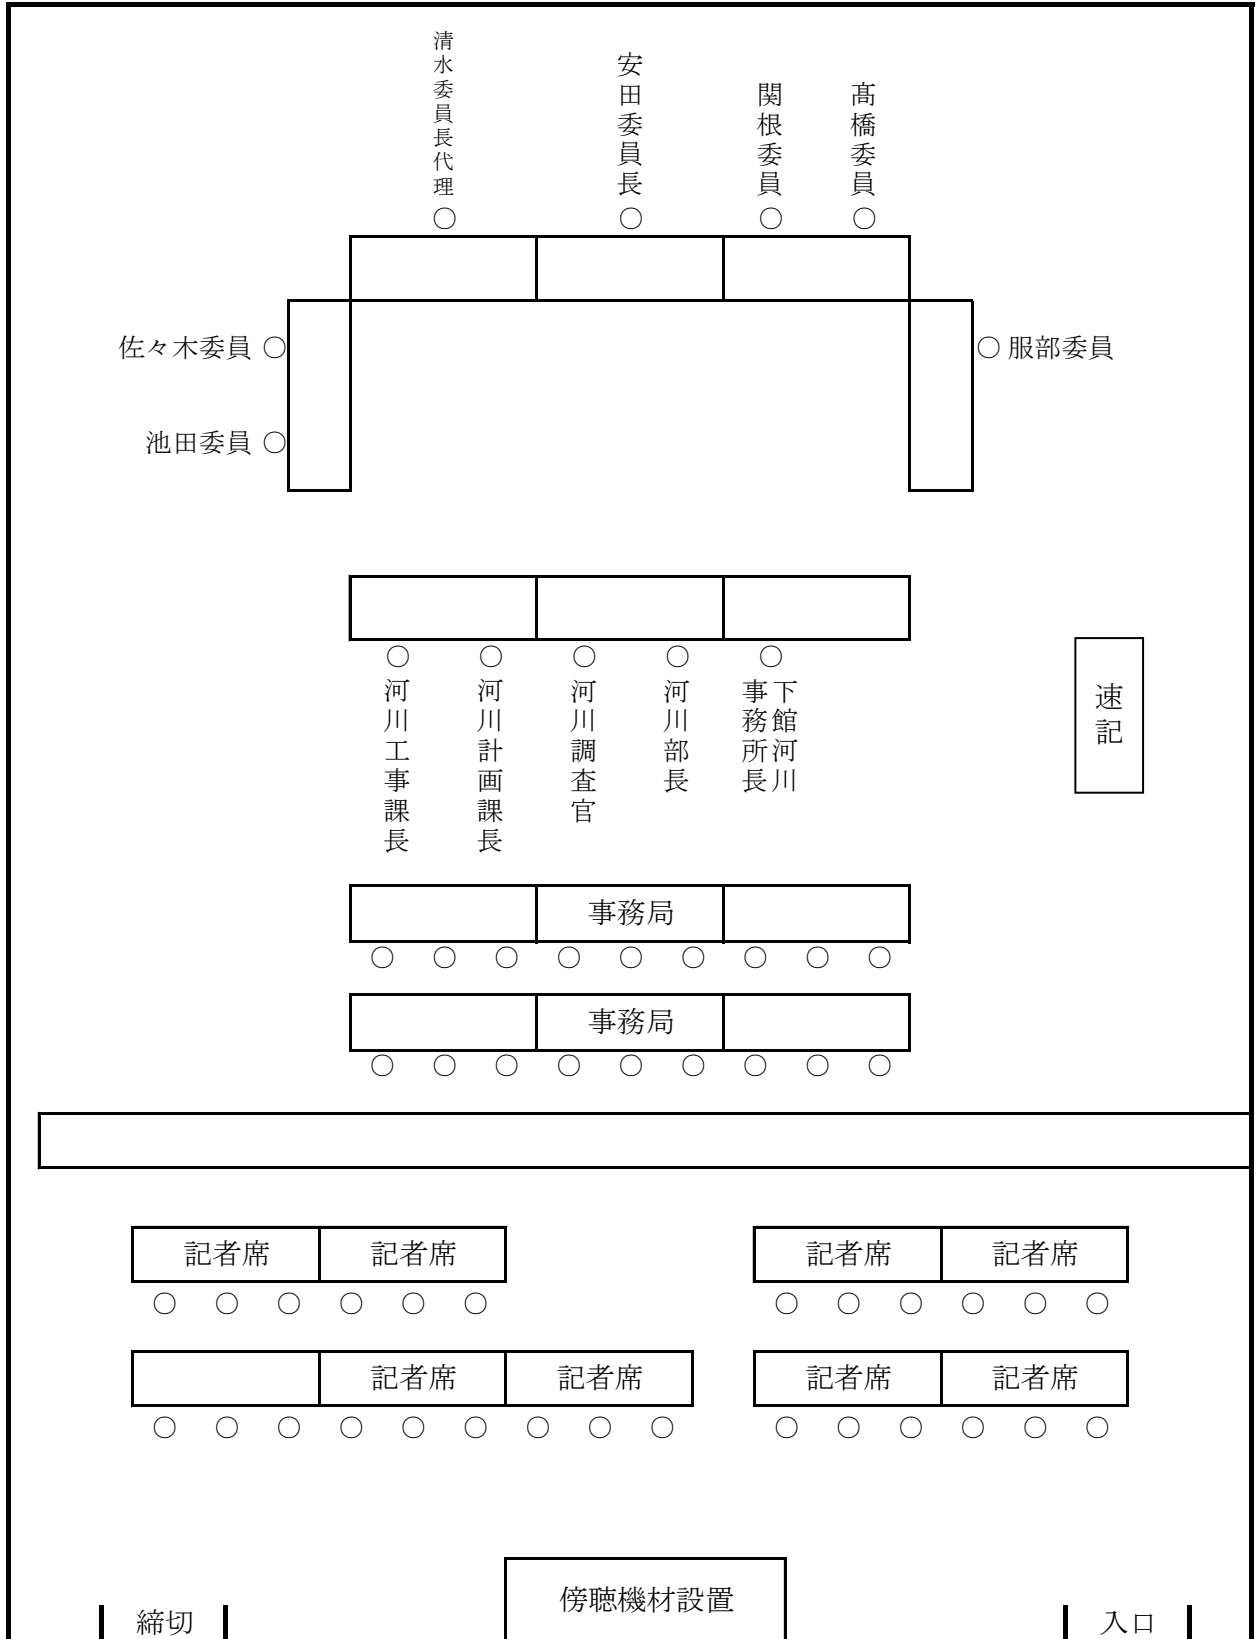 清水委員長代理
安田委員長
関根委員
髙橋委員
佐々木委員
服部委員
池田委員
河川工事課長
河川計画課長
河川調査官
河川部長
下館河川
事務所長
速記
事務局
事務局
記者席
記者席
記者席
記者席
記者席
記者席
記者席
記者席
傍聴機材設置
締切
入口